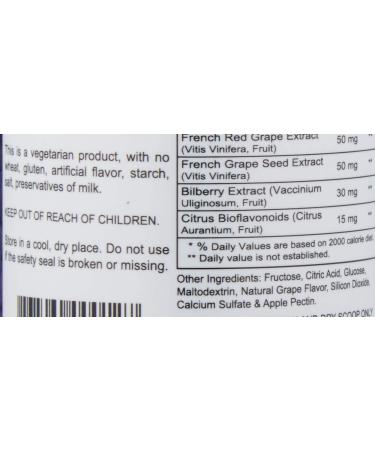 This is a vegetarian product, with no
wheat, gluten, artificial flavor, starch,
salt, preservatives of milk.
KEEP OUT OF REACH OF CHILDREN.
Store in a cool, dry place. Do not use
if the safety seal is broken or missing.
French Red Grape Extract 50 mg **
(Vitis Vinifera, Fruit)
French Grape Seed Extract 50 mg **
(Vitis Vinifera)
Bilberry Extract (Vaccinium 30 mg **
Uliginosum, Fruit)
Citrus Bioflavonoids (Citrus 15 mg **
Aurantium, Fruit)
* % Daily Values are based on 2000 calorie diet.
** Daily value is not established.
Other Ingredients: Fructose, Citric Acid, Glucose,
Maltodextrin, Natural Grape Flavor, Silicon Dioxide,
Calcium Sulfate & Apple Pectin.
DRY SCOOP ONLY